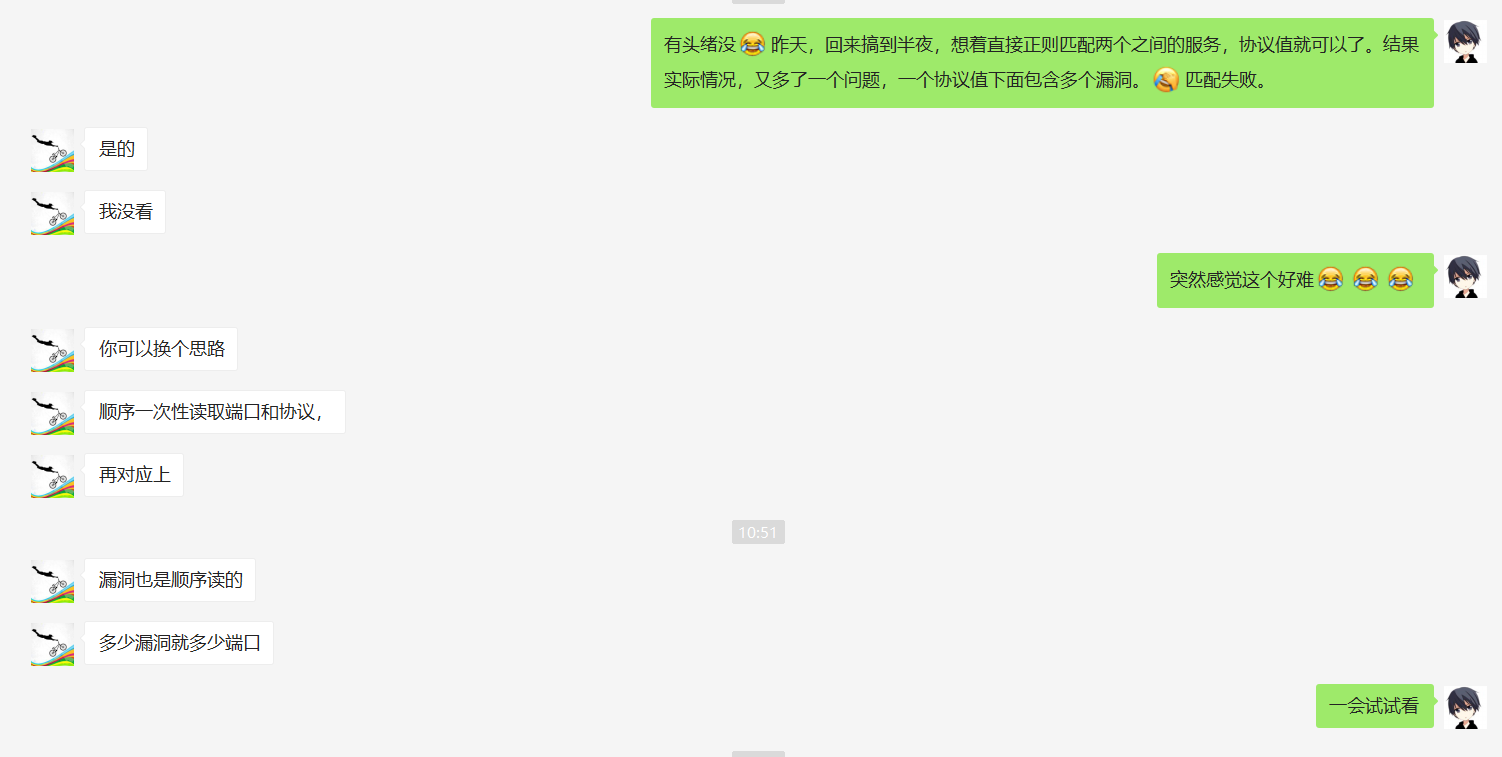 有头绪没😂昨天，回来搞到半夜，想着直接正则匹配两个之间的服务，协议值就可以了。结果
实际情况，又多了一个问题，一个协议值下面包含多个漏洞。🤣匹配失败。
是的
我没看
突然感觉这个好难😂😂😂
你可以换个思路
顺序一次性读取端口和协议，
再对应上
10:51
漏洞也是顺序读的
多少漏洞就多少端口
一会试试看